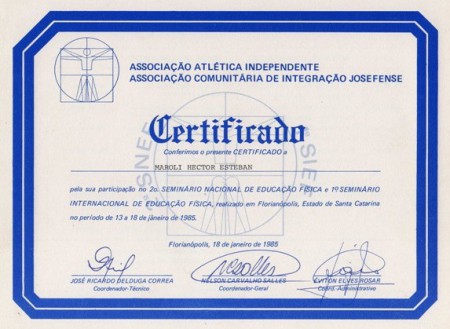 ASSOCIAÇÃO ATLÉTICA INDEPENDENTE
ASSOCIAÇÃO COMUNITÁRIA DE INTEGRAÇÃO JOSEFENSE
Certificado
Conferimos o presente CERTIFICADO a
MAROLI HECTOR ESTEBAN
pela sua participação no 2º SEMINÁRIO NACIONAL DE EDUCAÇÃO FÍSICA e 1º SEMINÁRIO
INTERNACIONAL DE EDUCAÇÃO FÍSICA, realizado em Florianópolis, Estado de Santa Catarina
no período de 13 a 18 de janeiro de 1985.
Florianópolis, 18 de janeiro de 1985
JOSÉ RICARDO DELDUGA CORREA
Coordenador-Técnico
NELSON CARVALHO SALLES
Coordenador-Geral
ROSAR
Coord.-Administrativo